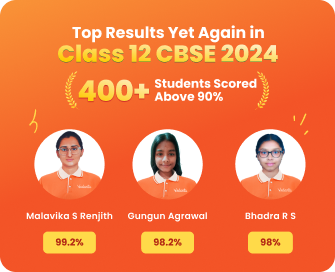 Top Results Yet Again in
Class 12 CBSE 2024
400+ Students Scored
Above 90%
Malavika S Renjith
Gungun Agrawal
Bhadra R S
99.2%
98.2%
98%